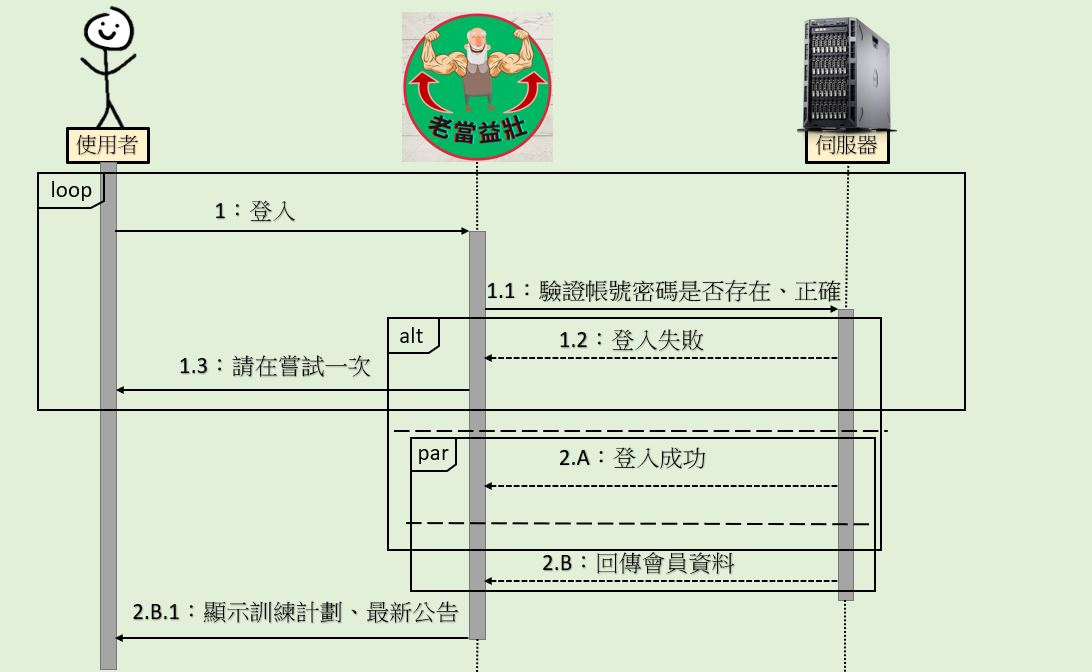 老當益壯
使用者
伺服器
loop
1：登入
1.1：驗證帳號密碼是否存在、正確
alt
1.2：登入失敗
1.3：請在嘗試一次
par
2.A：登入成功
2.B：回傳會員資料
2.B.1：顯示訓練計劃、最新公告